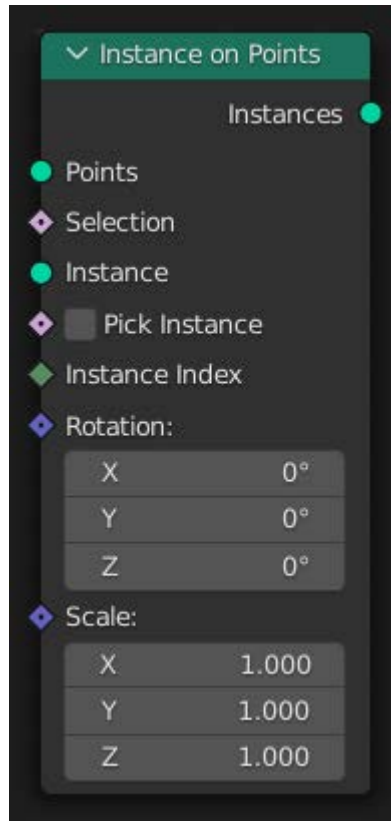 Instance on Points
Instances
Points
Selection
Instance
Pick Instance
Instance Index
Rotation:
X 0°
Y 0°
Z 0°
Scale:
X 1.000
Y 1.000
Z 1.000